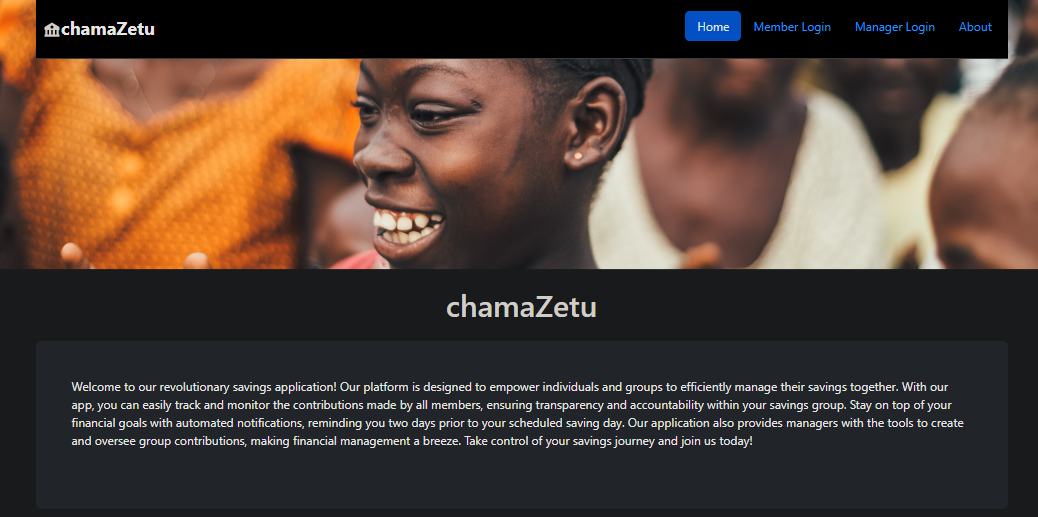 chamaZetu
Home Member Login Manager Login About
chamaZetu
Welcome to our revolutionary savings application! Our platform is designed to empower individuals and groups to efficiently manage their savings together. With our
app, you can easily track and monitor the contributions made by all members, ensuring transparency and accountability within your savings group. Stay on top of your
financial goals with automated notifications, reminding you two days prior to your scheduled saving day. Our application also provides managers with the tools to create
and oversee group contributions, making financial management a breeze. Take control of your savings journey and join us today!